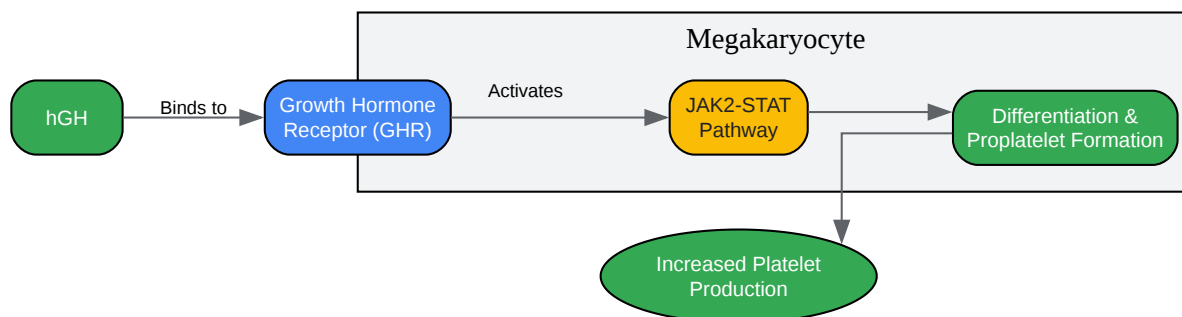 Megakaryocyte
hGH
Binds to
Growth Hormone
Receptor (GHR)
Activates
JAK2-STAT
Pathway
Differentiation &
Proplatelet Formation
Increased Platelet
Production